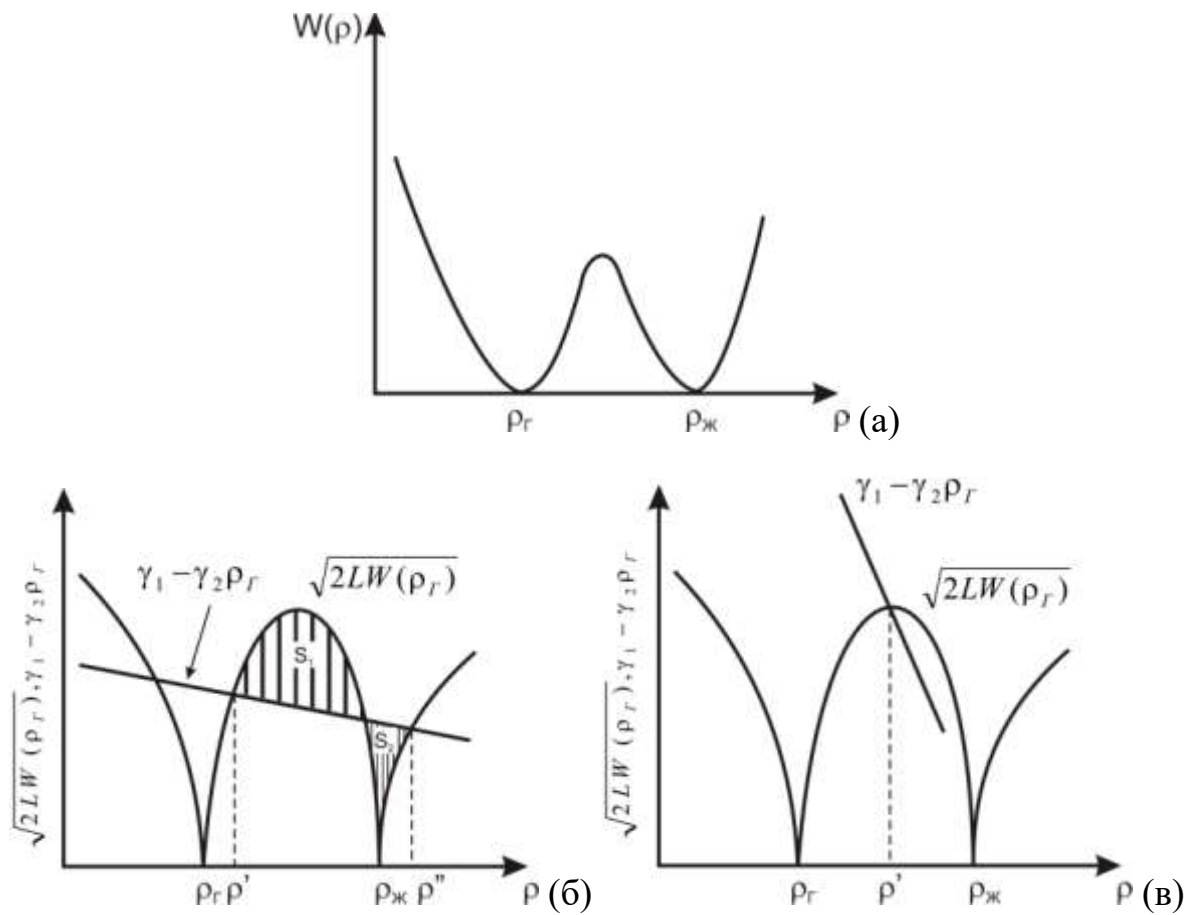 W(ρ)
ρг ρж ρ (а)
√2LW(ρГ), γ1 − γ2ρГ
γ1 − γ2ρГ
√2LW(ρГ)
S1
S2
ρг ρ' ρж ρ" ρ (б)
√2LW(ρГ), γ1 − γ2ρГ
γ1 − γ2ρГ
√2LW(ρГ)
ρг ρ' ρж ρ (в)